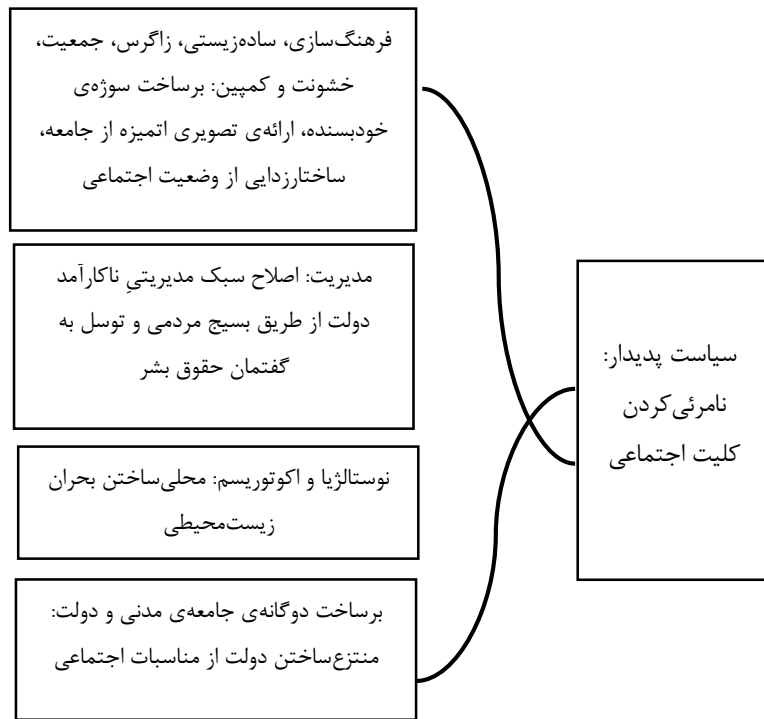 فرهنگ‌سازی، ساده‌زیستی، زاگرس، جمعیت،
خشونت و کمپین: برساخت سوژه‌ی
خودبسنده، ارائه‌ی تصویری اتمیزه از جامعه،
ساختارزدایی از وضعیت اجتماعی
مدیریت: اصلاح سبک مدیریتیِ ناکارآمد
دولت از طریق بسیج مردمی و توسل به
گفتمان حقوق بشر
نوستالژیا و اکوتوریسم: محلی‌ساختن بحران
زیست‌محیطی
برساخت دوگانه‌ی جامعه‌ی مدنی و دولت:
منتزع‌ساختن دولت از مناسبات اجتماعی
سیاست پدیدار:
نامرئی‌کردن
کلیت اجتماعی